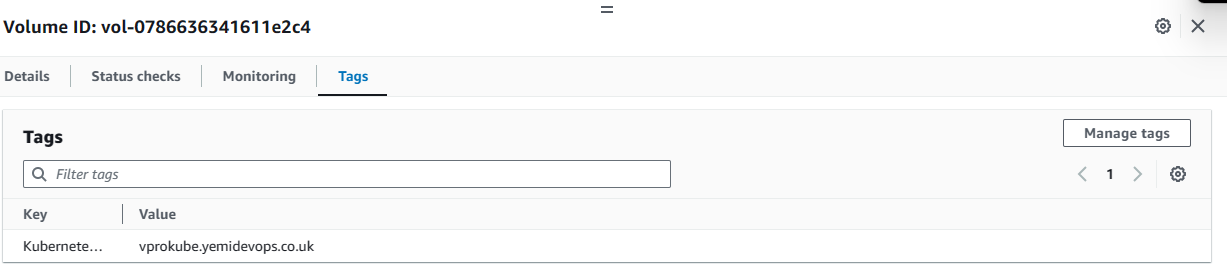 Volume ID: vol-0786636341611e2c4
Details Status checks Monitoring Tags
Tags
Manage tags
Filter tags
1
Key Value
Kubernete... vprokube.yemidevops.co.uk